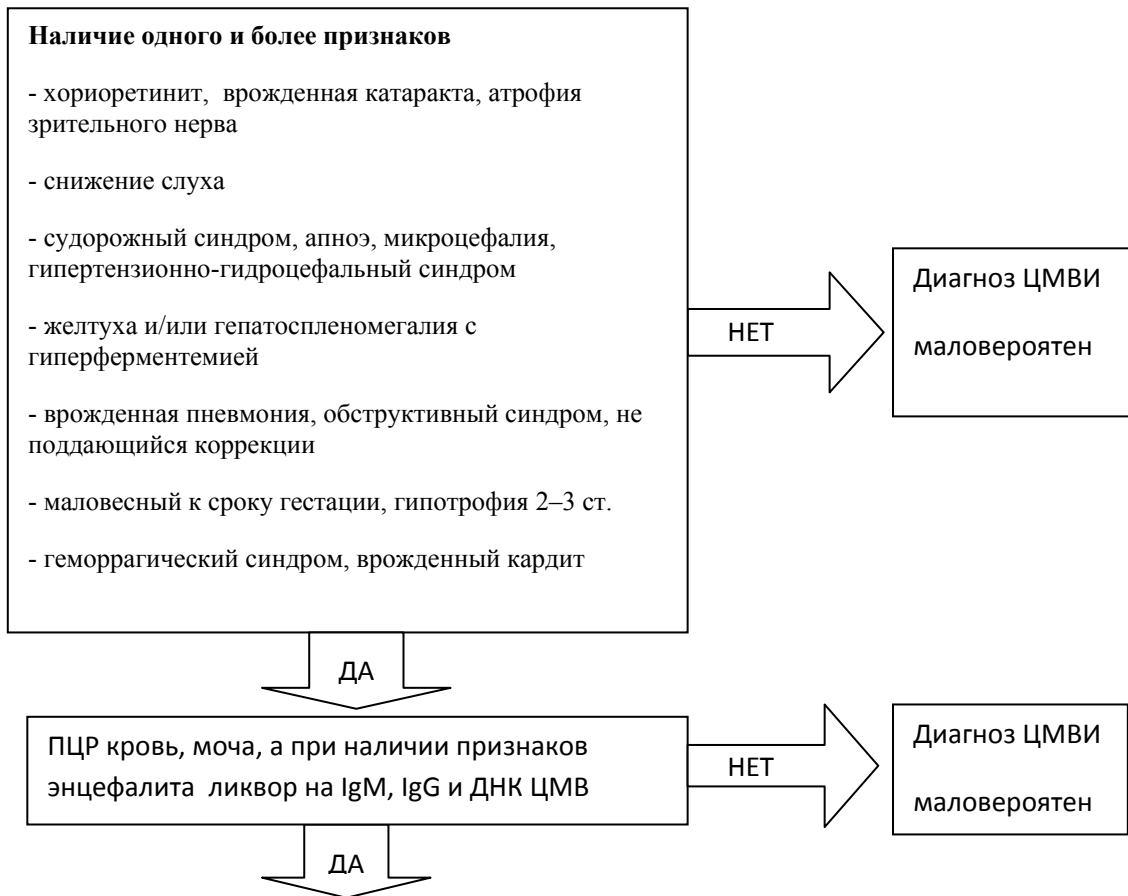 Наличие одного и более признаков
- хориоретинит, врожденная катаракта, атрофия
зрительного нерва
- снижение слуха
- судорожный синдром, апноэ, микроцефалия,
гипертензионно-гидроцефальный синдром
- желтуха и/или гепатоспленомегалия с
гиперферментемией
- врожденная пневмония, обструктивный синдром, не
поддающийся коррекции
- маловесный к сроку гестации, гипотрофия 2–3 ст.
- геморрагический синдром, врожденный кардит
НЕТ
Диагноз ЦМВИ
маловероятен
ДА
ПЦР кровь, моча, а при наличии признаков
энцефалита ликвор на IgM, IgG и ДНК ЦМВ
НЕТ
Диагноз ЦМВИ
маловероятен
ДА